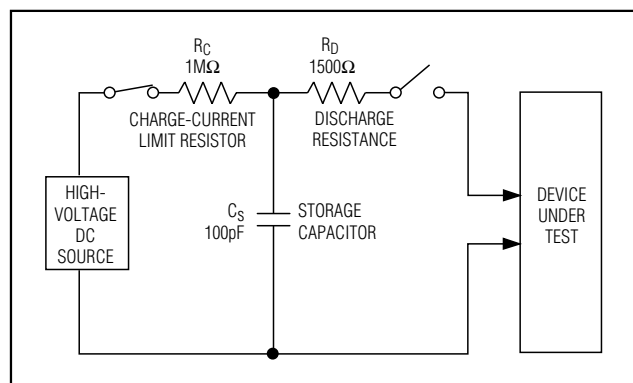 R_C
1MΩ
CHARGE-CURRENT
LIMIT RESISTOR
R_D
1500Ω
DISCHARGE
RESISTANCE
HIGH-
VOLTAGE
DC
SOURCE
C_S
100pF
STORAGE
CAPACITOR
DEVICE
UNDER
TEST